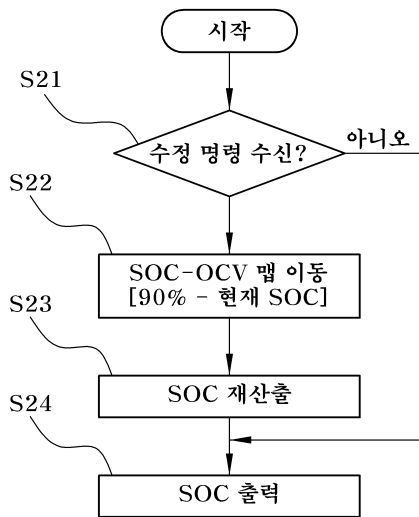 시작
S21
수정 명령 수신?
아니오
S22
SOC-OCV 맵 이동
[90% - 현재 SOC]
S23
SOC 재산출
S24
SOC 출력